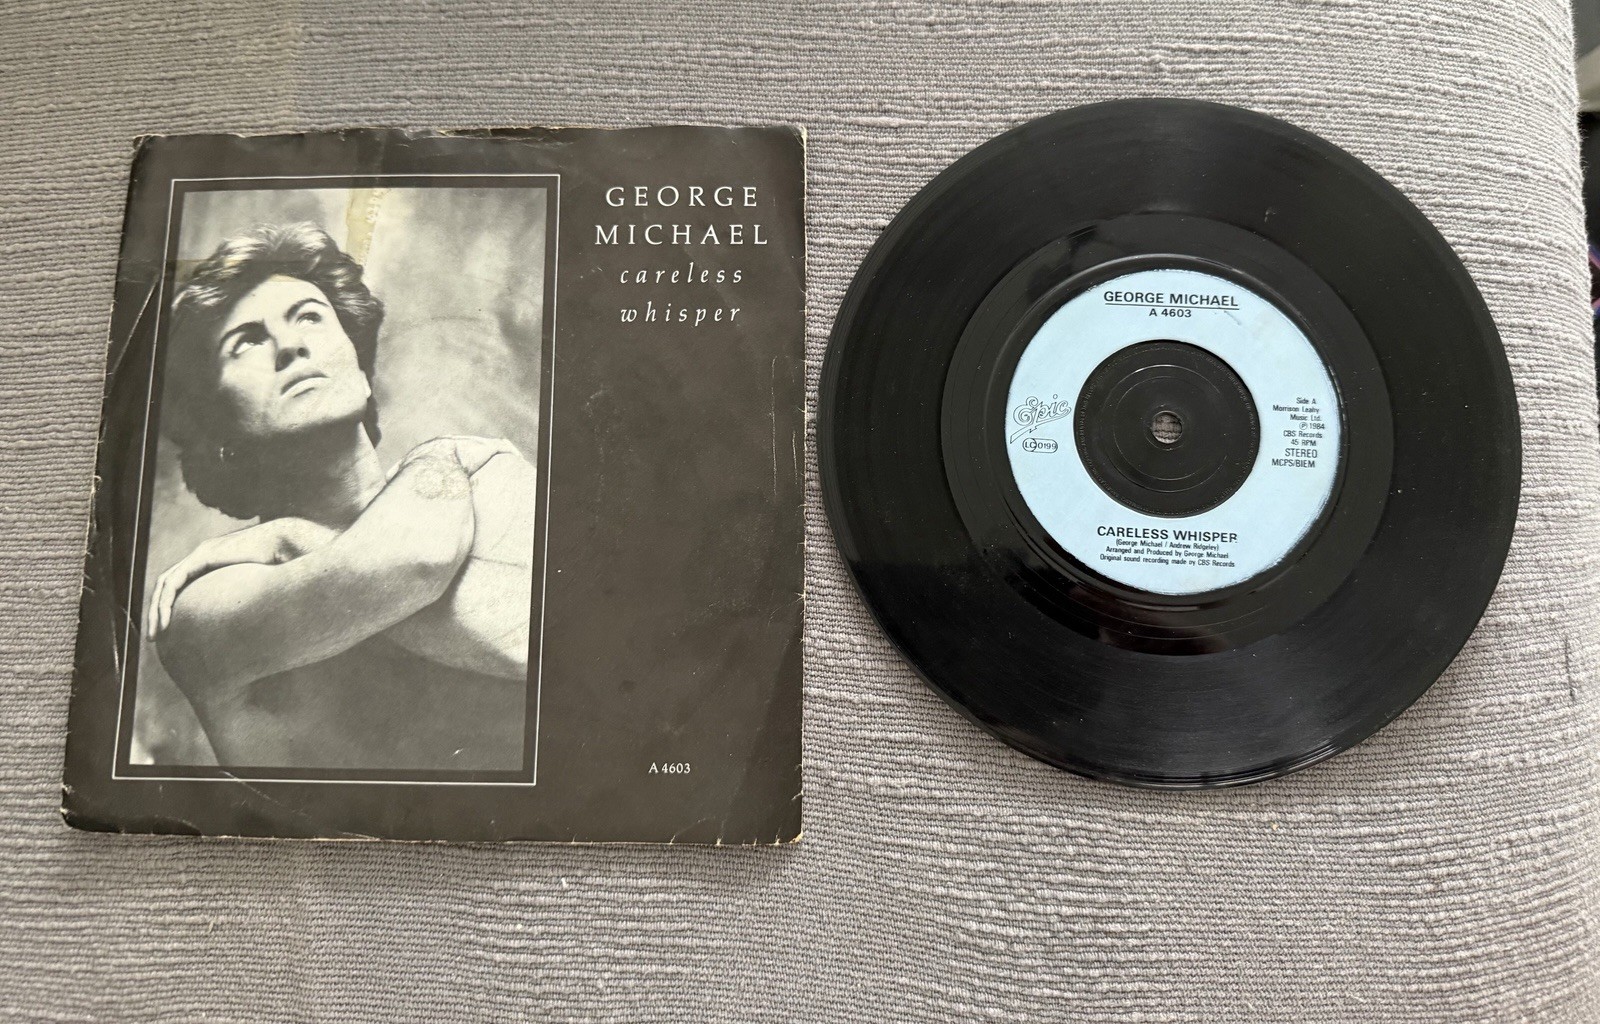 GEORGE
MICHAEL
careless
whisper
A 4603
GEORGE MICHAEL
A 4603
Epic
LC 0199
Side A
Morrison Leahy
Music Ltd.
Ⓟ 1984
CBS Records
45 RPM
STEREO
MCPS/BIEM
CARELESS WHISPER
(George Michael / Andrew Ridgeley)
Arranged and Produced by George Michael
Original sound recording made by CBS Records